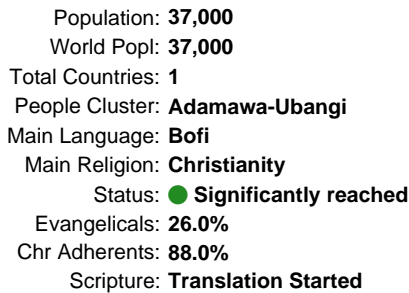 Population: 37,000
World Popl: 37,000
Total Countries: 1
People Cluster: Adamawa-Ubangi
Main Language: Bofi
Main Religion: Christianity
Status: Significantly reached
Evangelicals: 26.0%
Chr Adherents: 88.0%
Scripture: Translation Started